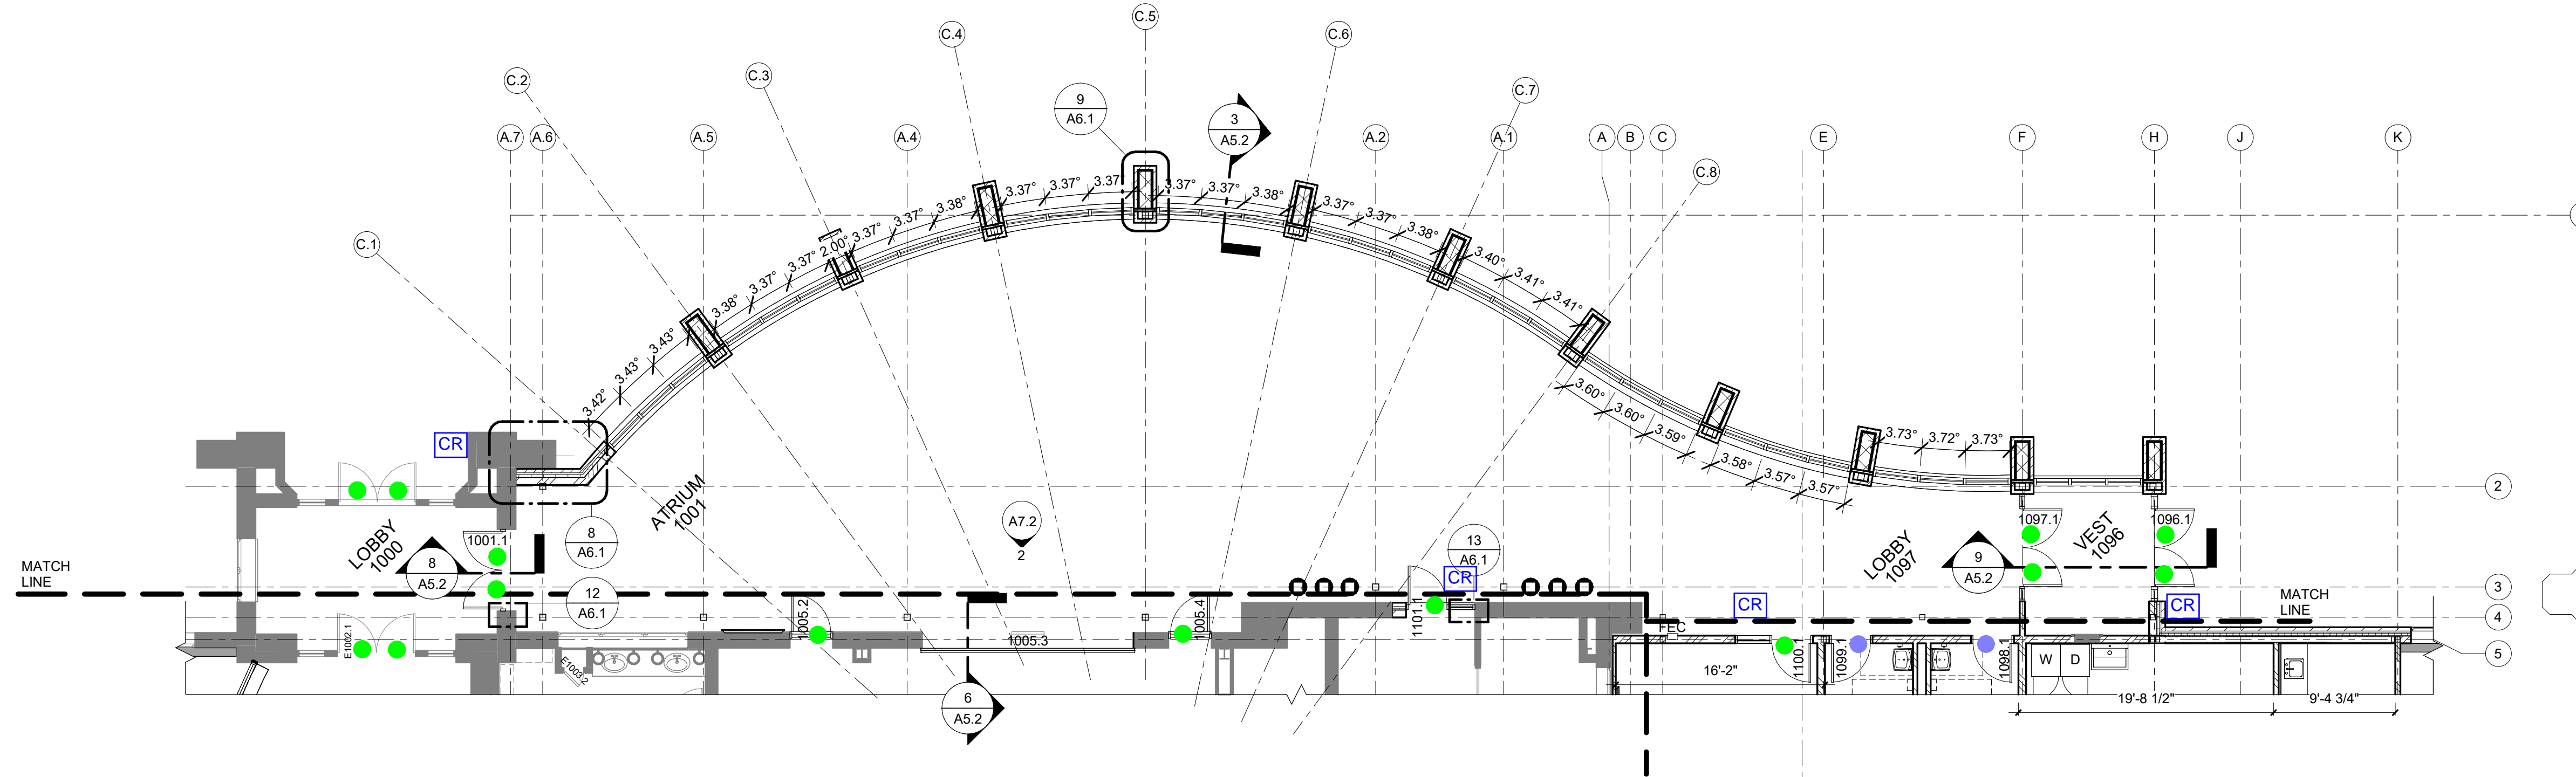 C.5
C.4
C.6
C.3
C.2
C.7
9
A6.1
3
A5.2
A.7
A.6
A.5
A.4
A.2
A.1
A
B
C
E
F
H
J
K
C.8
C.1
3.42°
3.43°
3.43°
3.43°
3.38°
3.37°
3.37°
2.00°
3.37°
3.37°
3.38°
3.37°
3.37°
3.37°
3.37°
3.37°
3.38°
3.37°
3.37°
3.38°
3.40°
3.41°
3.41°
3.60°
3.60°
3.59°
3.58°
3.57°
3.57°
3.73°
3.72°
3.73°
CR
2
ATRIUM
1001
LOBBY
1000
1001.1
8
A6.1
8
A5.2
A7.2
2
13
A6.1
CR
LOBBY
1097
9
A5.2
1097.1
VEST
1096
1096.1
MATCH
LINE
3
MATCH
LINE
12
A6.1
1005.2
1005.4
1101.1
CR
CR
4
FEC
E1002.1
E1003.2
1005.3
16'-2"
1100.1
1099.1
1098.1
W
D
5
6
A5.2
19'-8 1/2"
9'-4 3/4"